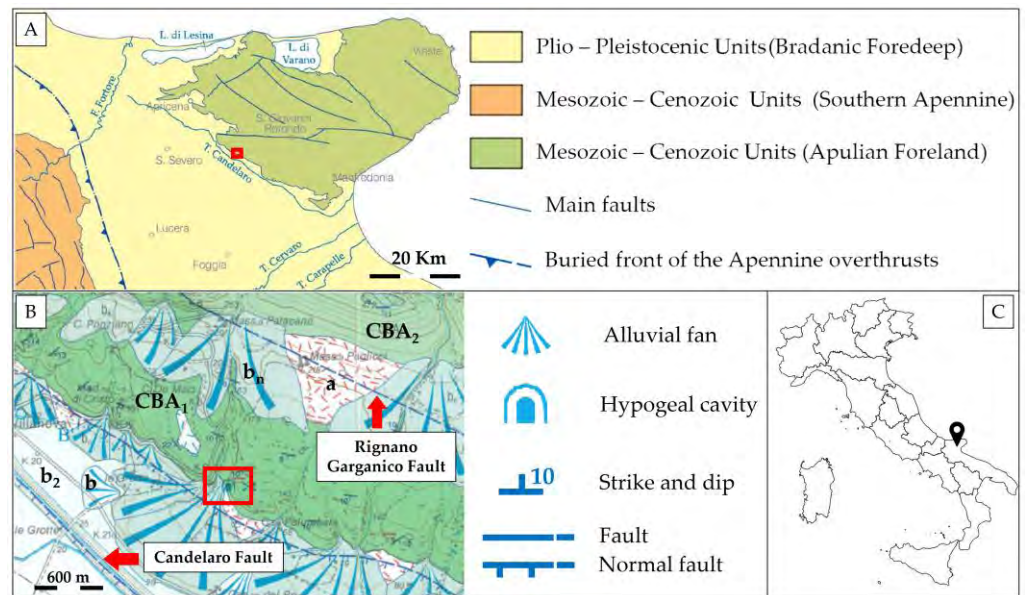 A
L. di Lesina
L. di
Varano
Vieste
F. Fortore
Apricena
S. Giovanni
Rotondo
T. Candelaro
S. Severo
Manfredonia
Lucera
Foggia
T. Cervaro
T. Carapelle
20 Km
Plio – Pleistocenic Units (Bradanic Foredeep)
Mesozoic – Cenozoic Units (Southern Apennine)
Mesozoic – Cenozoic Units (Apulian Foreland)
Main faults
Buried front of the Apennine overthrusts
B
CBA2
bn
a
CBA1
Rignano
Garganico Fault
b2
b
B
le Grotte
Candelaro Fault
600 m
Alluvial fan
Hypogeal cavity
10
Strike and dip
Fault
Normal fault
C